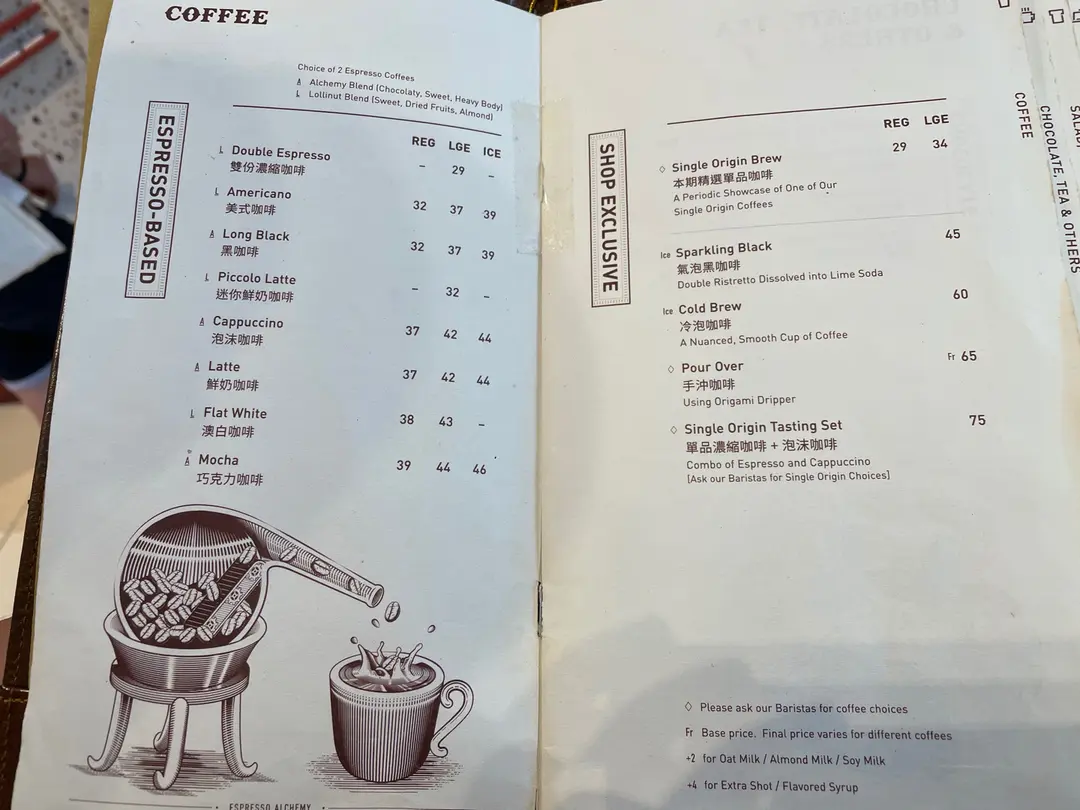 COFFEE
Choice of 2 Espresso Coffees
A Alchemy Blend [Chocolaty, Sweet, Heavy Body]
L Lollinut Blend [Sweet, Dried Fruits, Almond]
ESPRESSO-BASED
REG LGE ICE
L Double Espresso – 29 –
雙份濃縮咖啡
L Americano 32 37 39
美式咖啡
A Long Black 32 37 39
黑咖啡
L Piccolo Latte – 32 –
迷你鮮奶咖啡
A Cappuccino 37 42 44
泡沫咖啡
A Latte 37 42 44
鮮奶咖啡
L Flat White 38 43 –
澳白咖啡
A Mocha 39 44 46
巧克力咖啡
ESPRESSO ALCHEMY
SHOP EXCLUSIVE
REG LGE
◇ Single Origin Brew 29 34
本期精選單品咖啡
A Periodic Showcase of One of Our
Single Origin Coffees
Ice Sparkling Black 45
氣泡黑咖啡
Double Ristretto Dissolved into Lime Soda
Ice Cold Brew 60
冷泡咖啡
A Nuanced, Smooth Cup of Coffee
◇ Pour Over Fr 65
手沖咖啡
Using Origami Dripper
◇ Single Origin Tasting Set 75
單品濃縮咖啡 + 泡沫咖啡
Combo of Espresso and Cappuccino
[Ask our Baristas for Single Origin Choices]
◇ Please ask our Baristas for coffee choices
Fr Base price. Final price varies for different coffees
+2 for Oat Milk / Almond Milk / Soy Milk
+4 for Extra Shot / Flavored Syrup
COFFEE
CHOCOLATE, TEA & OTHERS